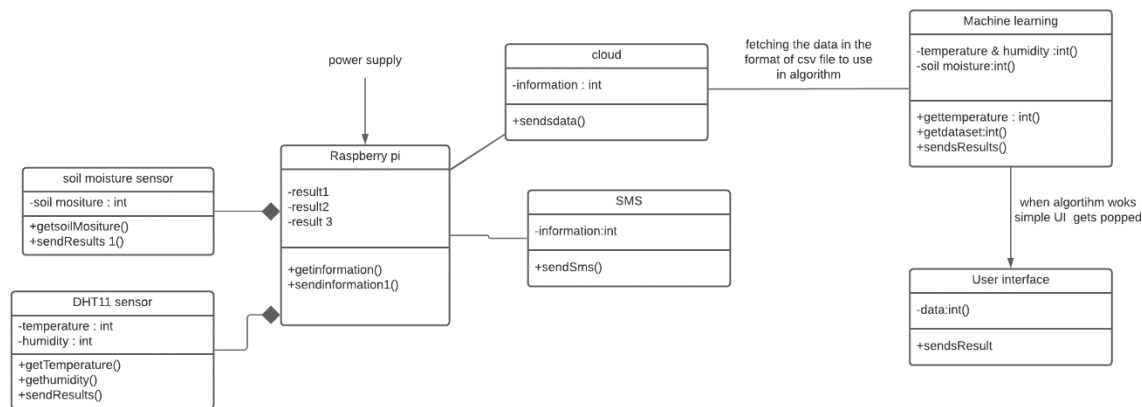 power supply
soil moisture sensor
-soil mositure : int
+getsoilMositure()
+sendResults 1()
DHT11 sensor
-temperature : int
-humidity : int
+getTemperature()
+gethumidity()
+sendResults()
Raspberry pi
-result1
-result2
-result 3
+getinformation()
+sendinformation1()
cloud
-information : int
+sendsdata()
SMS
-information:int
+sendSms()
fetching the data in the
format of csv file to use
in algorithm
Machine learning
-temperature & humidity :int()
-soil moisture:int()
+gettemperature : int()
+getdataset:int()
+sendsResults()
when algortihm woks
simple UI gets popped
User interface
-data:int()
+sendsResult